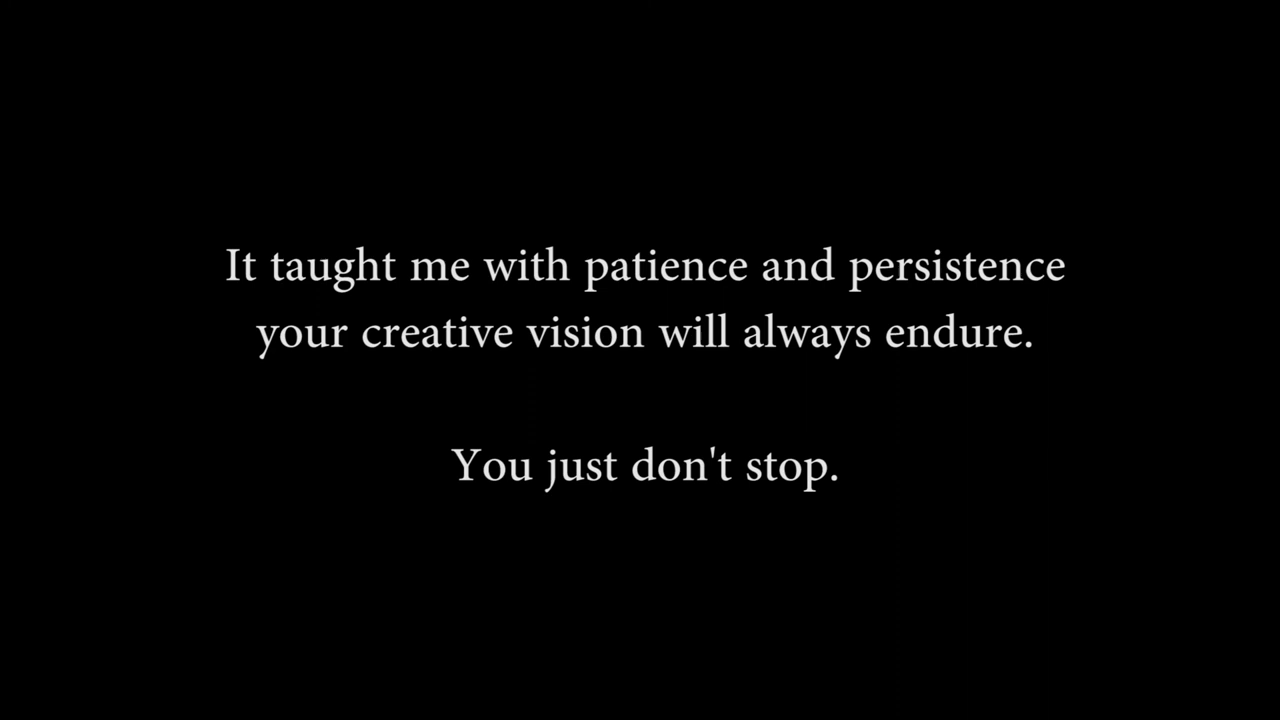 It taught me with patience and persistence
your creative vision will always endure.
You just don't stop.